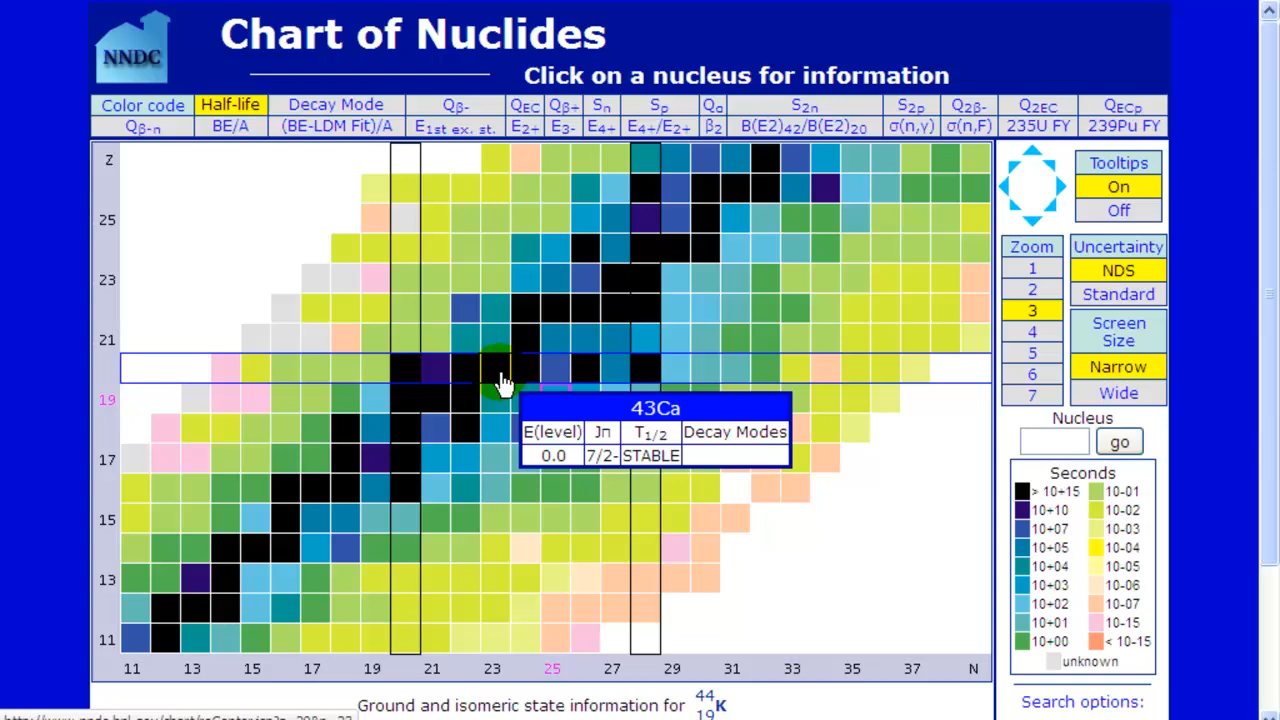 NNDC
Chart of Nuclides
Click on a nucleus for information
Color code Half-life Decay Mode Qβ- QEC Qβ+ Sn Sp Qα S2n S2p Q2β- Q2EC QECp
Qβ-n BE/A (BE-LDM Fit)/A E1st ex. st. E2+ E3- E4+ E4+/E2+ β2 B(E2)42/B(E2)20 σ(n,γ) σ(n,F) 235U FY 239Pu FY
Z
25
23
21
19
17
15
13
11
11 13 15 17 19 21 23 25 27 29 31 33 35 37 N
43Ca
E(level) Jπ T1/2 Decay Modes
0.0 7/2- STABLE
Ground and isomeric state information for 44 19 K
Tooltips
On
Off
Zoom
1
2
3
4
5
6
7
Uncertainty
NDS
Standard
Screen
Size
Narrow
Wide
Nucleus
go
Seconds
> 10+15 10-01
10+10 10-02
10+07 10-03
10+05 10-04
10+04 10-05
10+03 10-06
10+02 10-07
10+01 10-15
10+00 < 10-15
unknown
Search options: